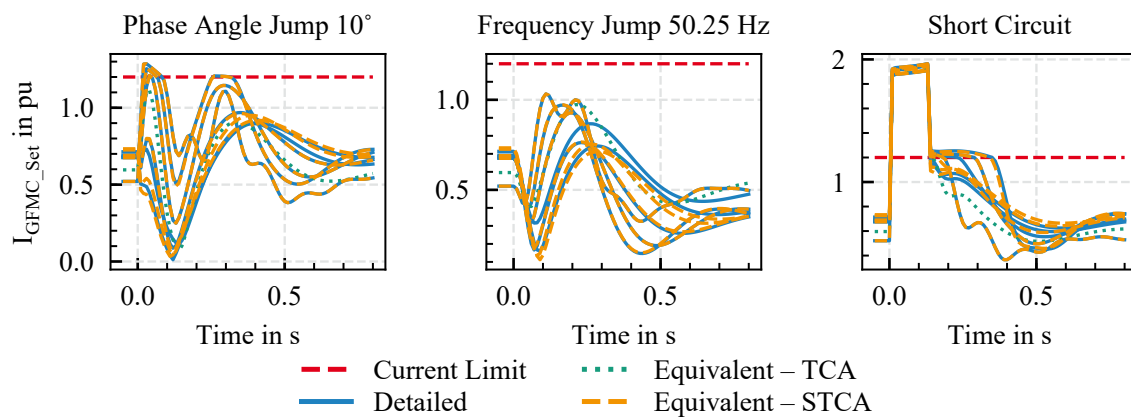 Phase Angle Jump 10° Frequency Jump 50.25 Hz Short Circuit
I_GFMC_Set in pu
1.0
0.5
0.0
1.0
0.5
2
1
0.0 0.5 0.0 0.5 0.0 0.5
Time in s Time in s Time in s
Current Limit Equivalent – TCA
Detailed Equivalent – STCA